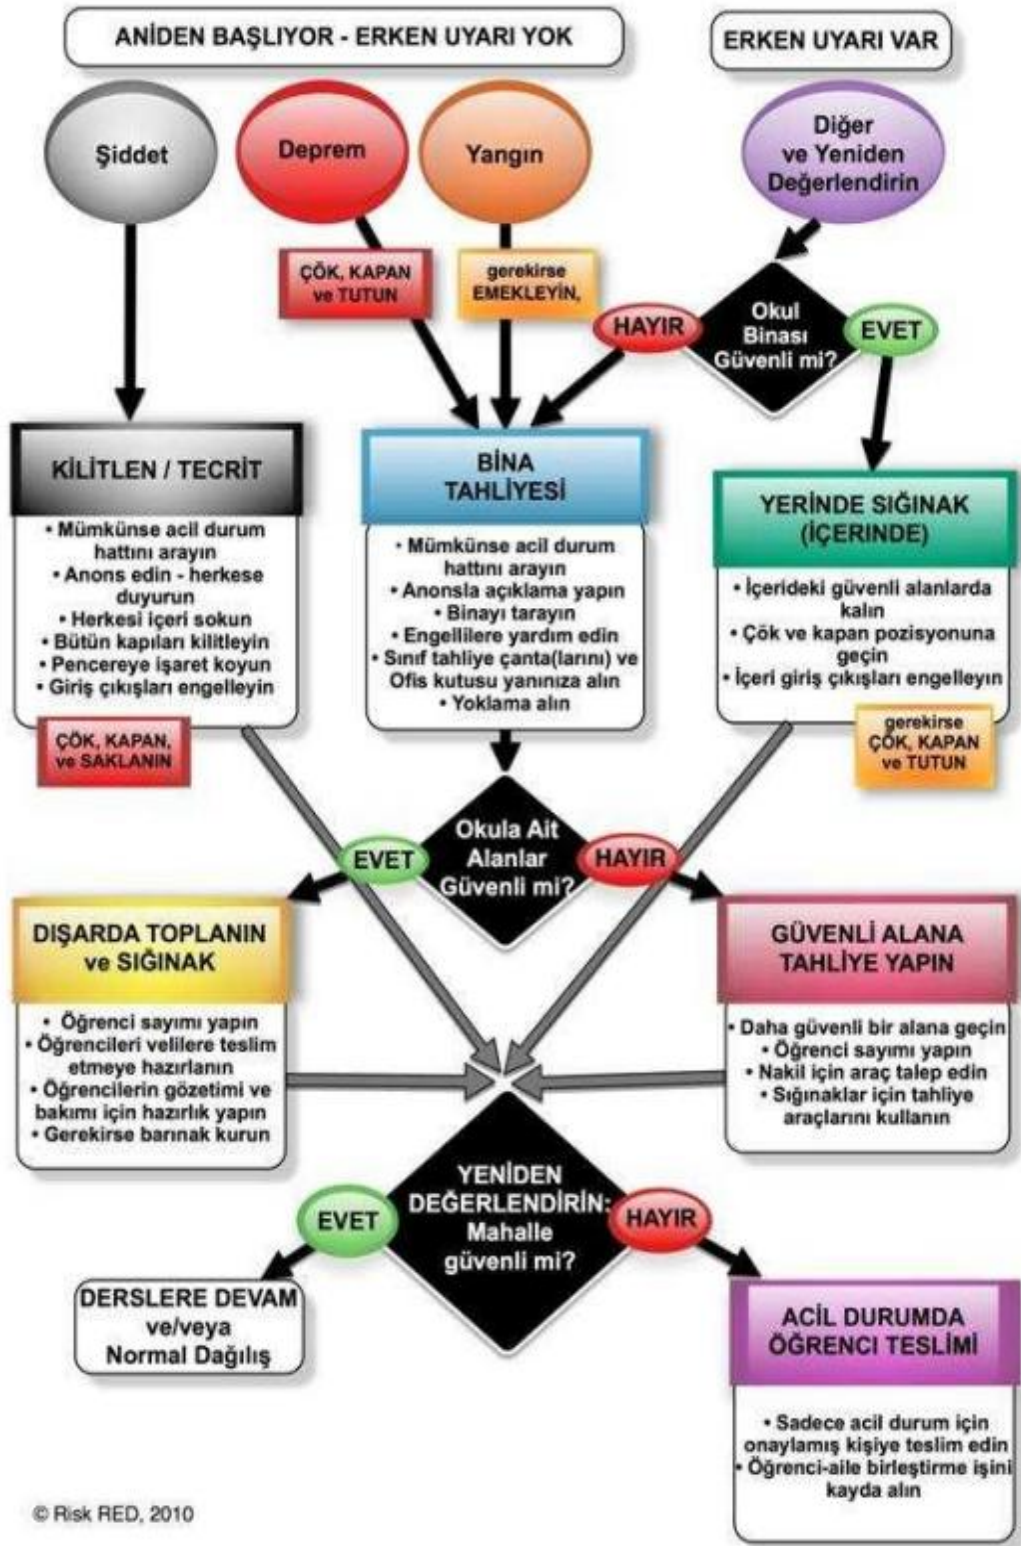 ANİDEN BAŞLIYOR - ERKEN UYARI YOK
ERKEN UYARI VAR
Şiddet
Deprem
Yangın
Diğer
ve Yeniden
Değerlendirin
ÇÖK, KAPAN
ve TUTUN
gerekirse
EMEKLEYİN,
HAYIR
Okul
Binası
Güvenli mi?
EVET
KİLİTLEN / TECRİT
• Mümkünse acil durum
hattını arayın
• Anons edin - herkese
duyurun
• Herkesi içeri sokun
• Bütün kapıları kilitleyin
• Pencereye işaret koyun
• Giriş çıkışları engelleyin
ÇÖK, KAPAN,
ve SAKLANIN
BİNA
TAHLİYESİ
• Mümkünse acil durum
hattını arayın
• Anonsla açıklama yapın
• Binayı tarayın
• Engellilere yardım edin
• Sınıf tahliye çanta(larını) ve
Ofis kutusu yanınıza alın
• Yoklama alın
YERİNDE SIĞINAK
(İÇERİNDE)
• İçerideki güvenli alanlarda
kalın
• Çök ve kapan pozisyonuna
geçin
• İçeri giriş çıkışları engelleyın
gerekirse
ÇÖK, KAPAN
ve TUTUN
EVET
Okula Ait
Alanlar
Güvenli mi?
HAYIR
DIŞARDA TOPLANIN
ve SIĞINAK
• Öğrenci sayımı yapın
• Öğrencileri velilere teslim
etmeye hazırlanın
• Öğrencilerin gözetimi ve
bakımı için hazırlık yapın
• Gerekirse barınak kurun
GÜVENLİ ALANA
TAHLİYE YAPIN
• Daha güvenli bir alana geçin
• Öğrenci sayımı yapın
• Nakil için araç talep edin
• Sığınaklar için tahliye
araçlarını kullanın
EVET
YENİDEN
DEĞERLENDİRİN:
Mahalle
güvenli mi?
HAYIR
DERSLERE DEVAM
ve/veya
Normal Dağılış
ACİL DURUMDA
ÖĞRENCI TESLİMİ
• Sadece acil durum için
onaylamış kişiye teslim edin
• Öğrenci-aile birleştirme işini
kayda alın
© Risk RED, 2010